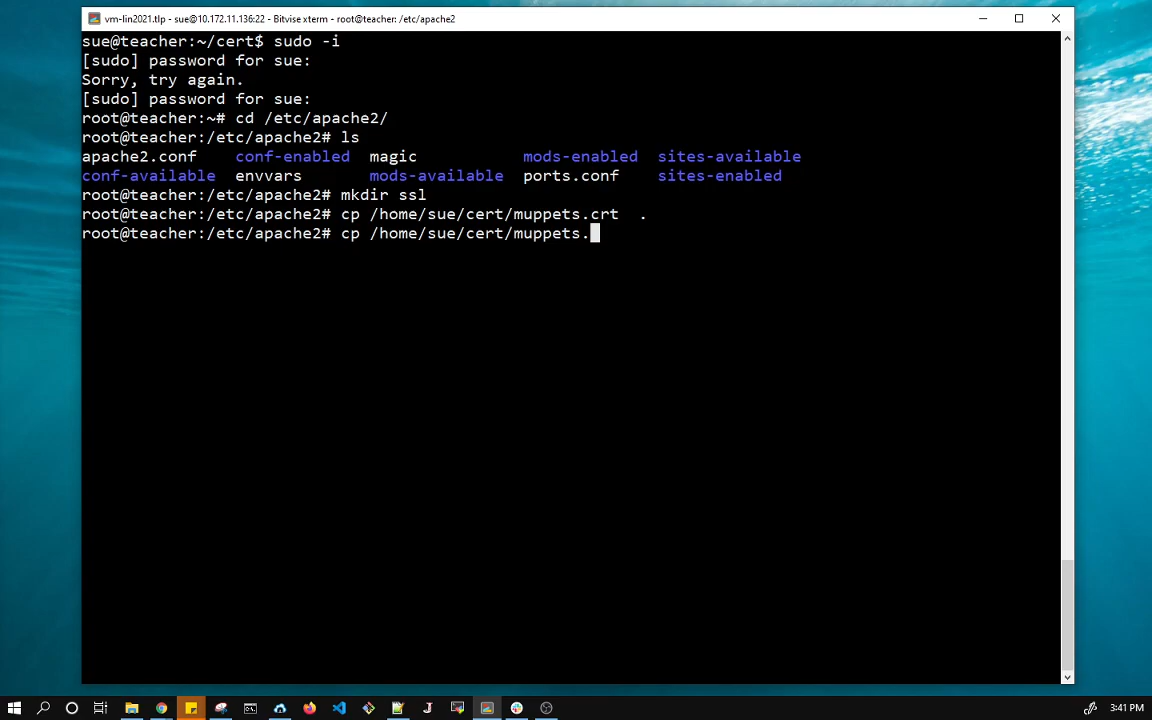 vm-lin2021.tlp - sue@10.172.11.136:22 - Bitvise xterm - root@teacher: /etc/apache2
sue@teacher:~/cert$ sudo -i
[sudo] password for sue:
Sorry, try again.
[sudo] password for sue:
root@teacher:~# cd /etc/apache2/
root@teacher:/etc/apache2# ls
apache2.conf conf-enabled magic mods-enabled sites-available
conf-available envvars mods-available ports.conf sites-enabled
root@teacher:/etc/apache2# mkdir ssl
root@teacher:/etc/apache2# cp /home/sue/cert/muppets.crt .
root@teacher:/etc/apache2# cp /home/sue/cert/muppets.
3:41 PM